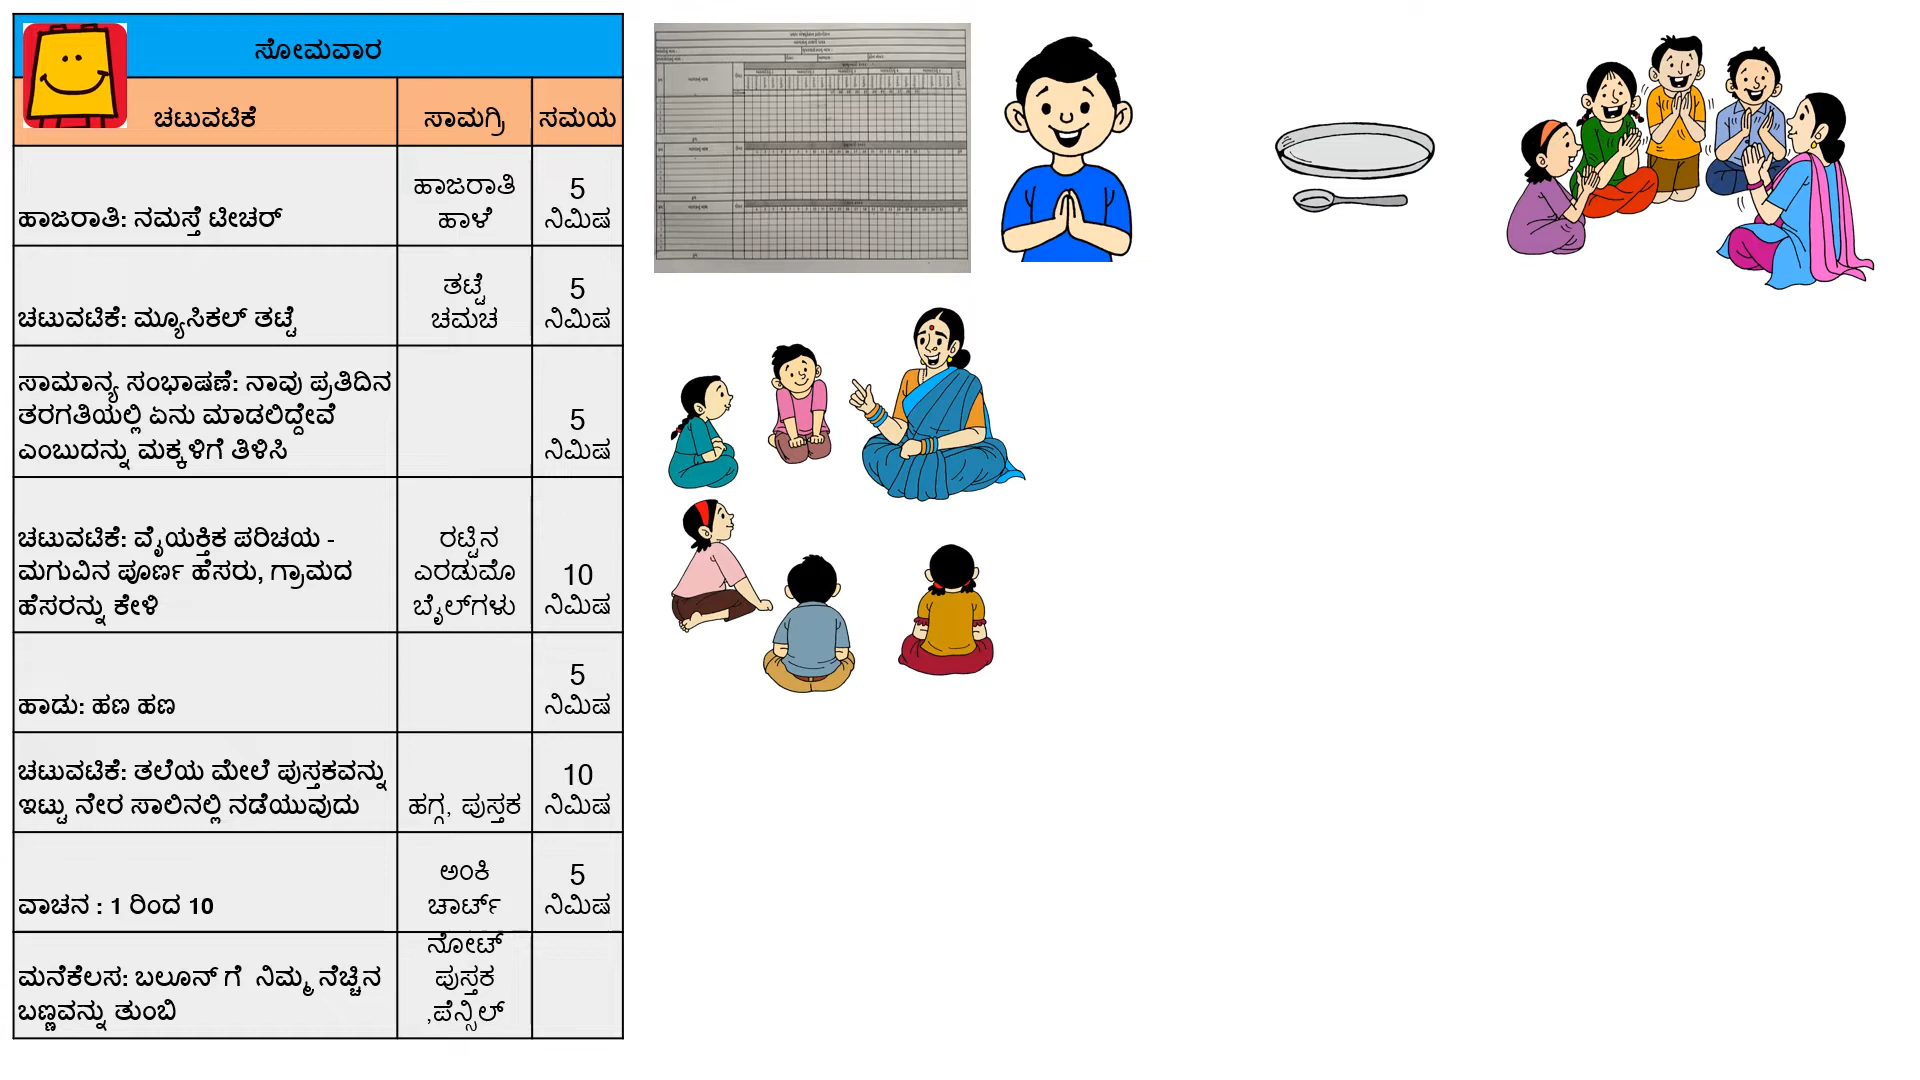 ಸೋಮವಾರ
ಚಟುವಟಿಕೆ
ಸಾಮಗ್ರಿ
ಸಮಯ
ಹಾಜರಾತಿ: ನಮಸ್ತೆ ಟೀಚರ್
ಹಾಜರಾತಿ
ಹಾಳೆ
5
ನಿಮಿಷ
ಚಟುವಟಿಕೆ: ಮ್ಯೂಸಿಕಲ್ ತಟ್ಟೆ
ತಟ್ಟೆ
ಚಮಚ
5
ನಿಮಿಷ
ಸಾಮಾನ್ಯ ಸಂಭಾಷಣೆ: ನಾವು ಪ್ರತಿದಿನ
ತರಗತಿಯಲ್ಲಿ ಏನು ಮಾಡಲಿದ್ದೇವೆ
ಎಂಬುದನ್ನು ಮಕ್ಕಳಿಗೆ ತಿಳಿಸಿ
5
ನಿಮಿಷ
ಚಟುವಟಿಕೆ: ವೈಯಕ್ತಿಕ ಪರಿಚಯ -
ಮಗುವಿನ ಪೂರ್ಣ ಹೆಸರು, ಗ್ರಾಮದ
ಹೆಸರನ್ನು ಕೇಳಿ
ರಟ್ಟಿನ
ಎರಡುಮೊ
ಬೈಲ್‌ಗಳು
10
ನಿಮಿಷ
ಹಾಡು: ಹಣ ಹಣ
5
ನಿಮಿಷ
ಚಟುವಟಿಕೆ: ತಲೆಯ ಮೇಲೆ ಪುಸ್ತಕವನ್ನು
ಇಟ್ಟು ನೇರ ಸಾಲಿನಲ್ಲಿ ನಡೆಯುವುದು
ಹಗ್ಗ, ಪುಸ್ತಕ
10
ನಿಮಿಷ
ವಾಚನ : 1 ರಿಂದ 10
ಅಂಕಿ
ಚಾರ್ಟ್
5
ನಿಮಿಷ
ಮನೆಕೆಲಸ: ಬಲೂನ್ ಗೆ ನಿಮ್ಮ ನೆಚ್ಚಿನ
ಬಣ್ಣವನ್ನು ತುಂಬಿ
ನೋಟ್
ಪುಸ್ತಕ
,ಪೆನ್ಸಿಲ್